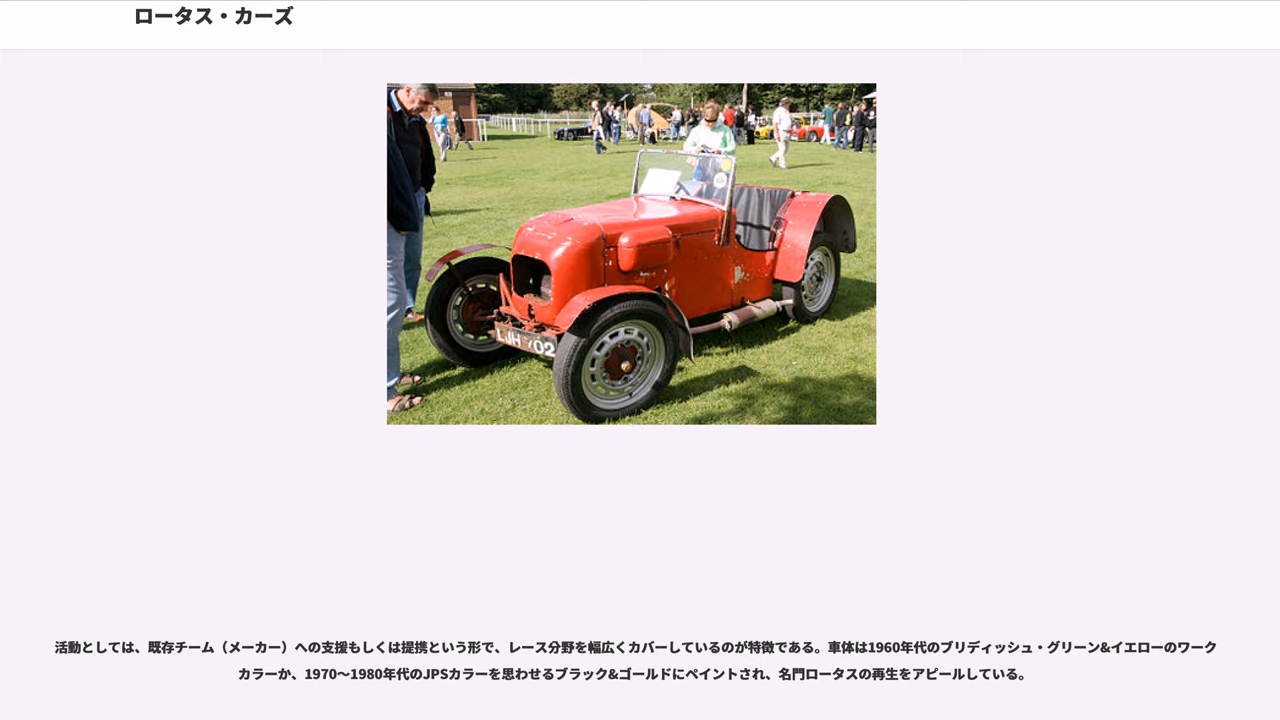 ロータス・カーズ
LJH 702
活動としては、既存チーム（メーカー）への支援もしくは提携という形で、レース分野を幅広くカバーしているのが特徴である。車体は1960年代のブリディッシュ・グリーン&イエローのワーク
カラーか、1970〜1980年代のJPSカラーを思わせるブラック&ゴールドにペイントされ、名門ロータスの再生をアピールしている。